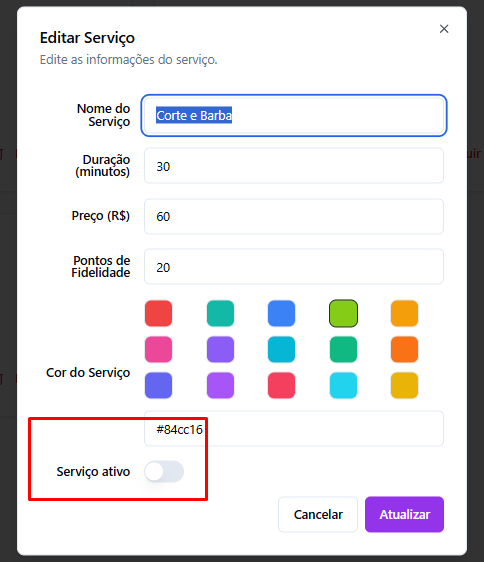 Editar Serviço
Edite as informações do serviço.
Nome do
Serviço
Corte e Barba
Duração
(minutos)
30
Preço (R$)
60
Pontos de
Fidelidade
20
Cor do Serviço
#84cc16
Serviço ativo
Cancelar
Atualizar